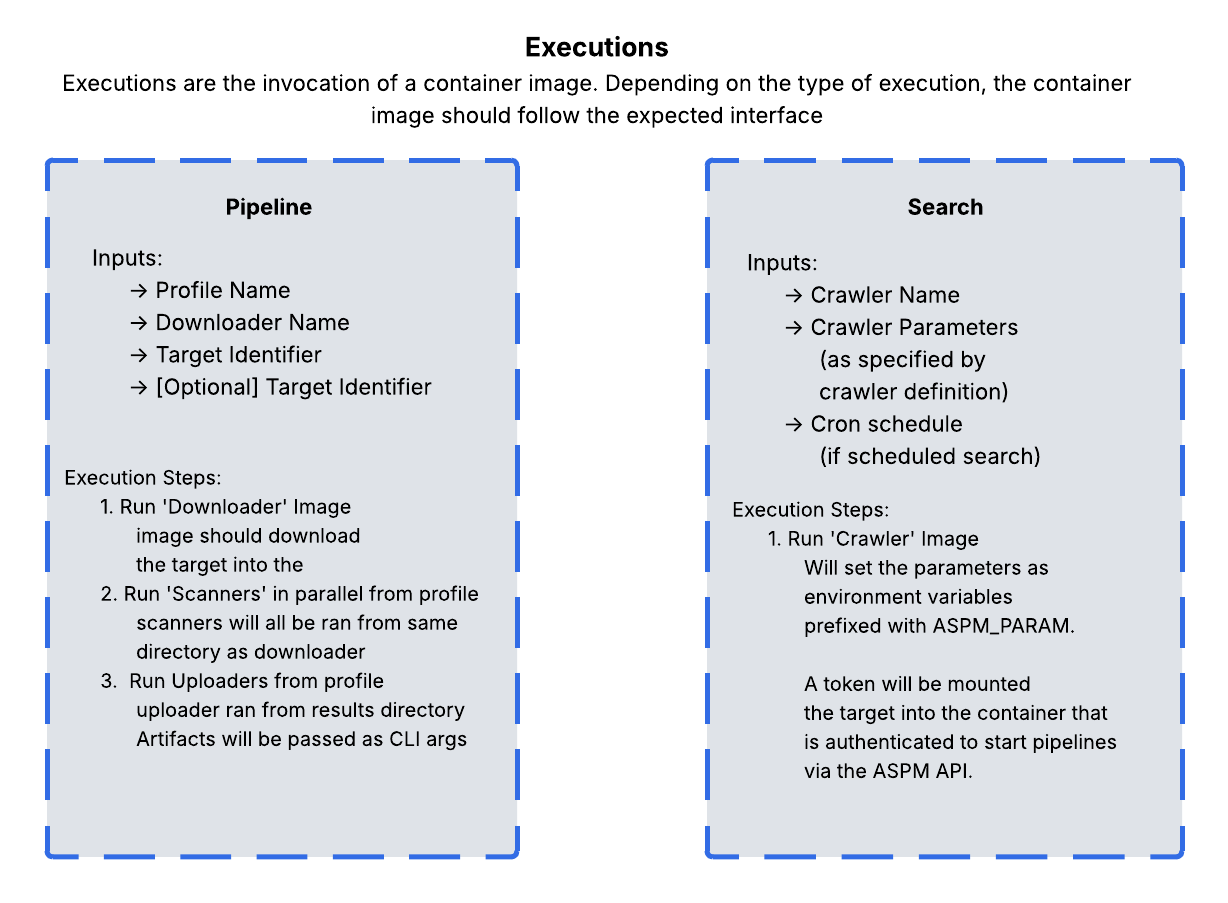 Executions
Executions are the invocation of a container image. Depending on the type of execution, the container
image should follow the expected interface
Pipeline
Inputs:
→ Profile Name
→ Downloader Name
→ Target Identifier
→ [Optional] Target Identifier
Execution Steps:
1. Run 'Downloader' Image
image should download
the target into the
2. Run 'Scanners' in parallel from profile
scanners will all be ran from same
directory as downloader
3. Run Uploaders from profile
uploader ran from results directory
Artifacts will be passed as CLI args
Search
Inputs:
→ Crawler Name
→ Crawler Parameters
(as specified by
crawler definition)
→ Cron schedule
(if scheduled search)
Execution Steps:
1. Run 'Crawler' Image
Will set the parameters as
environment variables
prefixed with ASPM_PARAM.
A token will be mounted
the target into the container that
is authenticated to start pipelines
via the ASPM API.